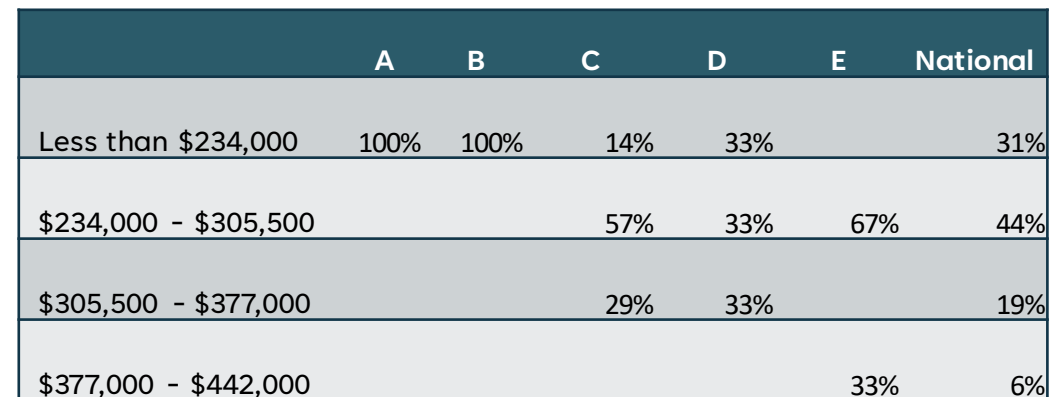 A B C D E National
Less than $234,000 100% 100% 14% 33% 31%
$234,000 - $305,500 57% 33% 67% 44%
$305,500 - $377,000 29% 33% 19%
$377,000 - $442,000 33% 6%